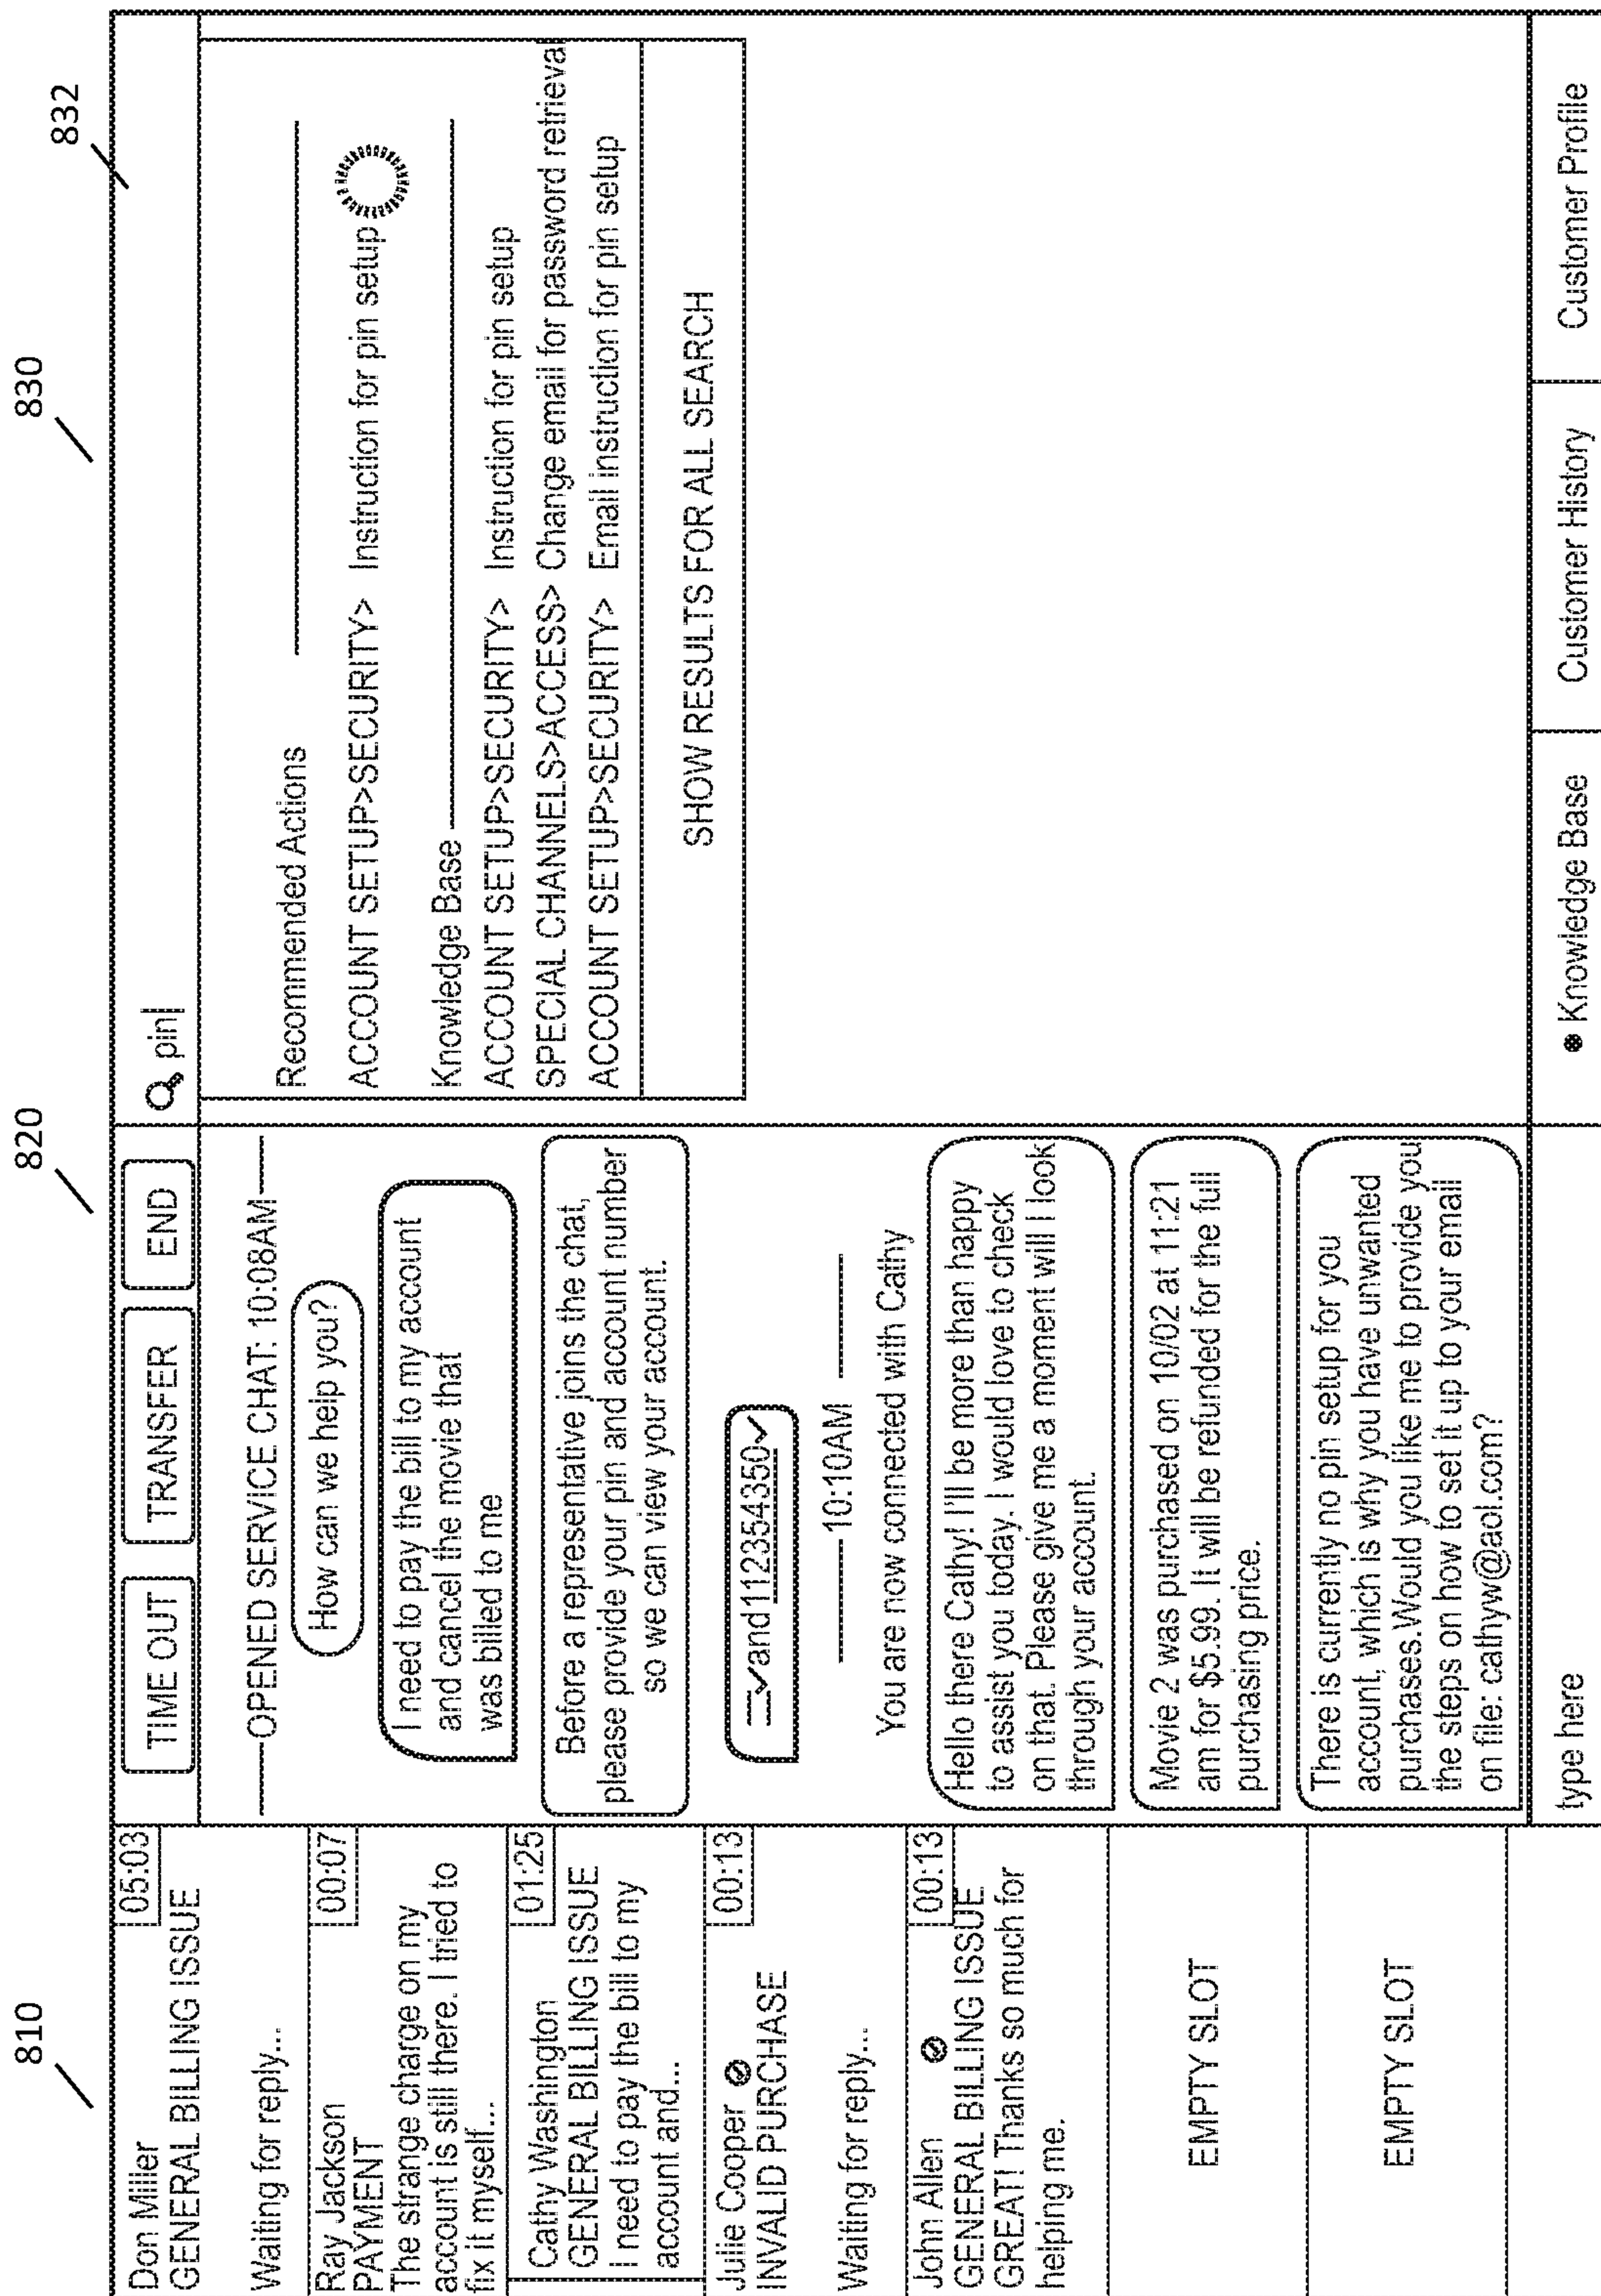 810
820
830
832
Don Miller
05:03
GENERAL BILLING ISSUE
Waiting for reply...
Ray Jackson
00:07
PAYMENT
The strange charge on my
account is still there. I tried to
fix it myself...
Cathy Washington
01:25
GENERAL BILLING ISSUE
I need to pay the bill to my
account and...
Julie Cooper
00:13
INVALID PURCHASE
Waiting for reply...
John Allen
00:13
GENERAL BILLING ISSUE
GREAT! Thanks so much for
helping me.
EMPTY SLOT
EMPTY SLOT
TIME OUT
TRANSFER
END
OPENED SERVICE CHAT: 10:08AM
How can we help you?
I need to pay the bill to my account
and cancel the movie that
was billed to me
Before a representative joins the chat,
please provide your pin and account number
so we can view your account.
and 112354350
10:10AM
You are now connected with Cathy
Hello there Cathy! I'll be more than happy
to assist you today. I would love to check
on that. Please give me a moment will I look
through your account.
Movie 2 was purchased on 10/02 at 11:21
am for $5.99. It will be refunded for the full
purchasing price.
There is currently no pin setup for you
account, which is why you have unwanted
purchases.Would you like me to provide you
the steps on how to set it up to your email
on file: cathyw@aol.com?
type here
pin
Recommended Actions
ACCOUNT SETUP>SECURITY> Instruction for pin setup
Knowledge Base
ACCOUNT SETUP>SECURITY> Instruction for pin setup
SPECIAL CHANNELS>ACCESS> Change email for password retrieval
ACCOUNT SETUP>SECURITY> Email instruction for pin setup
SHOW RESULTS FOR ALL SEARCH
Knowledge Base
Customer History
Customer Profile